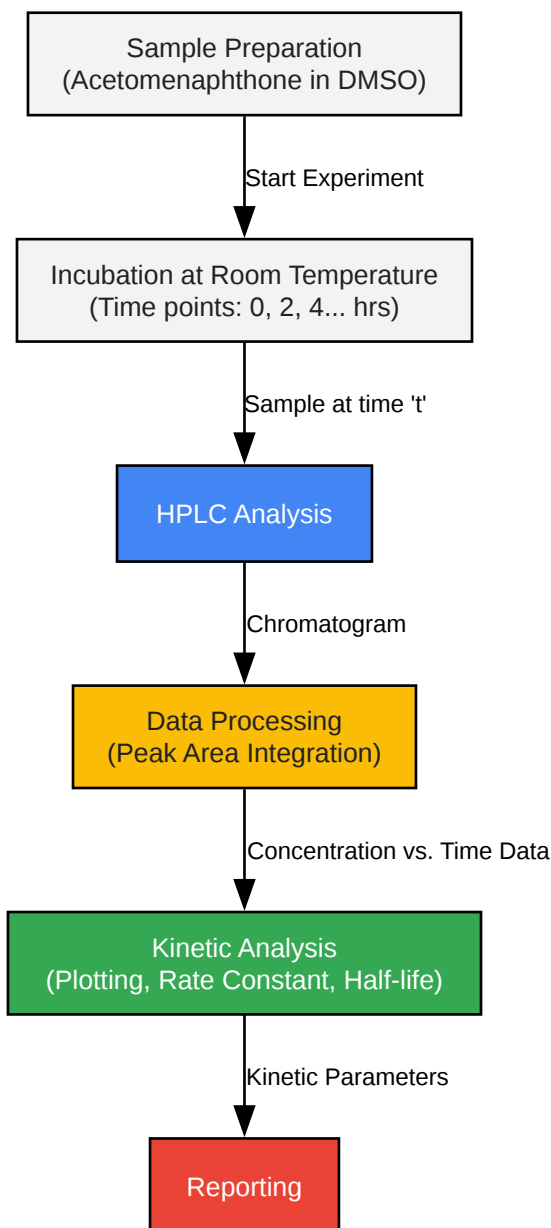 Sample Preparation
(Acetomenaphthone in DMSO)
Start Experiment
Incubation at Room Temperature
(Time points: 0, 2, 4... hrs)
Sample at time 't'
HPLC Analysis
Chromatogram
Data Processing
(Peak Area Integration)
Concentration vs. Time Data
Kinetic Analysis
(Plotting, Rate Constant, Half-life)
Kinetic Parameters
Reporting